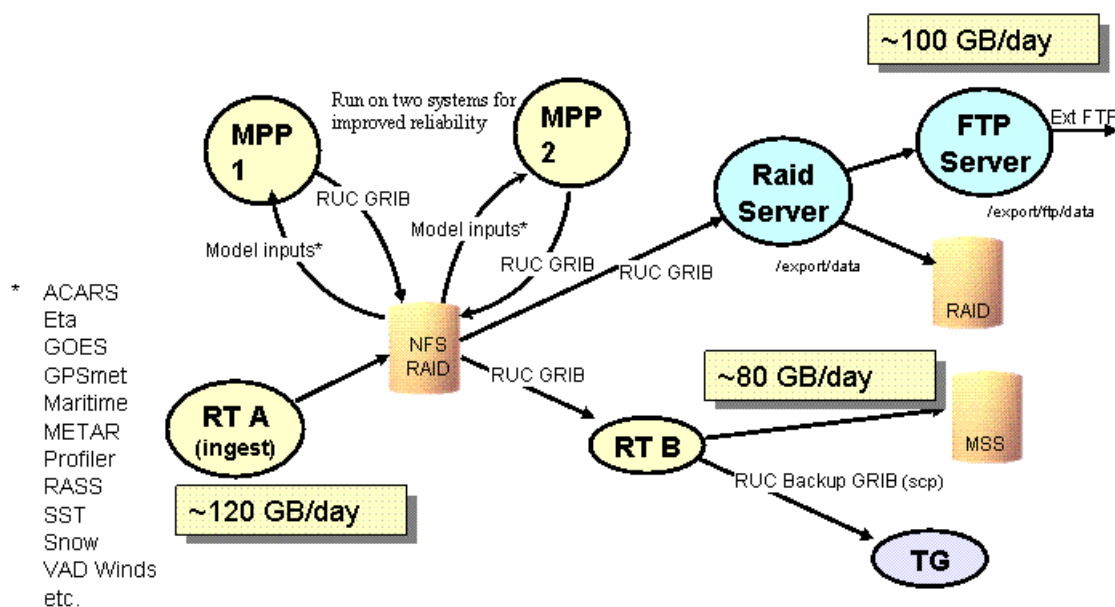 ~100 GB/day
Run on two systems for
improved reliability
MPP
1
MPP
2
FTP
Server
Ext FTP
RUC GRIB
Raid
Server
/export/ftp/data
Model inputs*
Model inputs*
RUC GRIB
RUC GRIB
/export/data
* ACARS
Eta
GOES
GPSmet
Maritime
METAR
Profiler
RASS
SST
Snow
VAD Winds
etc.
NFS
RAID
RAID
RUC GRIB
~80 GB/day
RT A
(ingest)
RT B
MSS
RUC Backup GRIB (scp)
~120 GB/day
TG